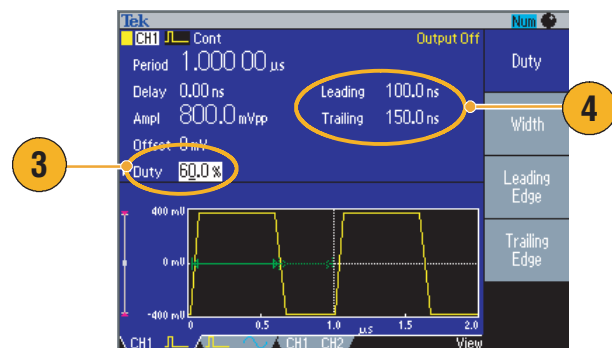 Tek Num
CH1 Cont Output Off
Period 1.000 00 µs
Delay 0.00 ns
Ampl 800.0 mVpp
Offset 0 mV
Duty 60.0 %
Leading 100.0 ns
Trailing 150.0 ns
Duty
Width
Leading
Edge
Trailing
Edge
3
4
400 mV
0 mV
-400 mV
0 0.5 1.0 µs 1.5 2.0
CH1 CH1 CH2 View